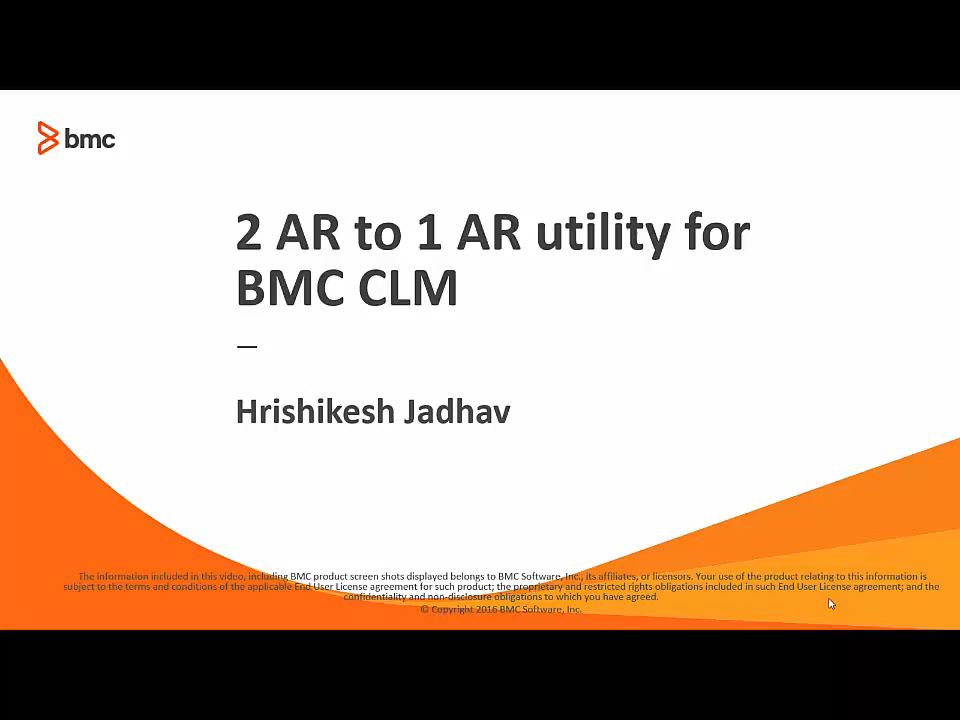 bmc
2 AR to 1 AR utility for
BMC CLM
—
Hrishikesh Jadhav
The information included in this video, including BMC product screen shots displayed belongs to BMC Software, Inc., its affiliates, or licensors. Your use of the product relating to this information is
subject to the terms and conditions of the applicable End User License agreement for such product; the proprietary and restricted rights obligations included in such End User License agreement; and the
confidentiality and non-disclosure obligations to which you have agreed.
© Copyright 2016 BMC Software, Inc.